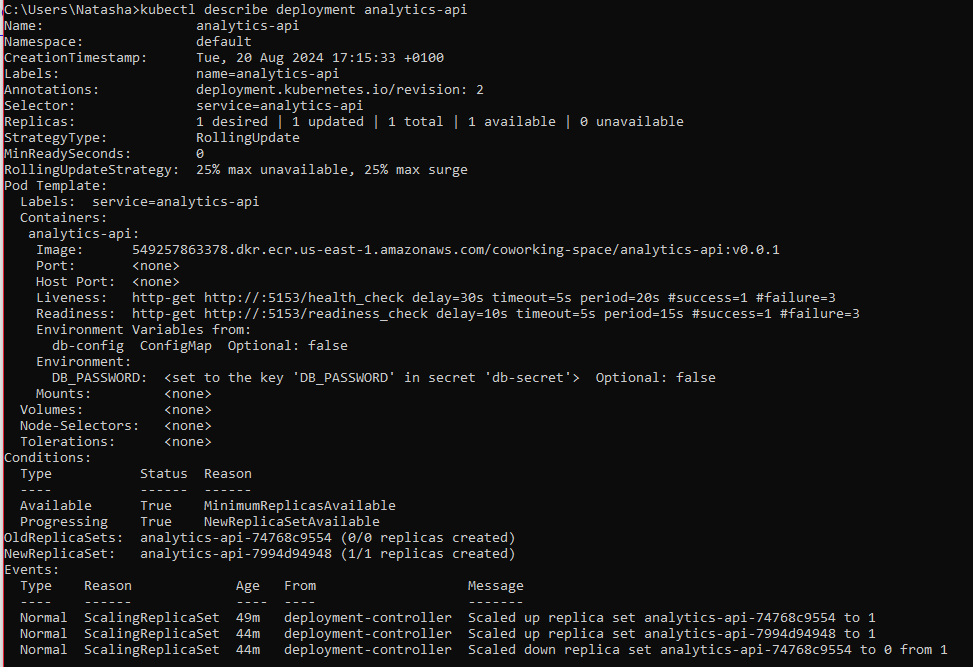 C:\Users\Natasha>kubectl describe deployment analytics-api
Name:                   analytics-api
Namespace:              default
CreationTimestamp:      Tue, 20 Aug 2024 17:15:33 +0100
Labels:                 name=analytics-api
Annotations:            deployment.kubernetes.io/revision: 2
Selector:               service=analytics-api
Replicas:               1 desired | 1 updated | 1 total | 1 available | 0 unavailable
StrategyType:           RollingUpdate
MinReadySeconds:        0
RollingUpdateStrategy:  25% max unavailable, 25% max surge
Pod Template:
  Labels:  service=analytics-api
  Containers:
   analytics-api:
    Image:      549257863378.dkr.ecr.us-east-1.amazonaws.com/coworking-space/analytics-api:v0.0.1
    Port:       <none>
    Host Port:  <none>
    Liveness:   http-get http://:5153/health_check delay=30s timeout=5s period=20s #success=1 #failure=3
    Readiness:  http-get http://:5153/readiness_check delay=10s timeout=5s period=15s #success=1 #failure=3
    Environment Variables from:
      db-config  ConfigMap  Optional: false
    Environment:
      DB_PASSWORD:  <set to the key 'DB_PASSWORD' in secret 'db-secret'>  Optional: false
    Mounts:         <none>
  Volumes:          <none>
  Node-Selectors:   <none>
  Tolerations:      <none>
Conditions:
  Type           Status  Reason
  ----           ------  ------
  Available      True    MinimumReplicasAvailable
  Progressing    True    NewReplicaSetAvailable
OldReplicaSets:  analytics-api-74768c9554 (0/0 replicas created)
NewReplicaSet:   analytics-api-7994d94948 (1/1 replicas created)
Events:
  Type    Reason             Age   From                   Message
  ----    ------             ----  ----                   -------
  Normal  ScalingReplicaSet  49m   deployment-controller  Scaled up replica set analytics-api-74768c9554 to 1
  Normal  ScalingReplicaSet  44m   deployment-controller  Scaled up replica set analytics-api-7994d94948 to 1
  Normal  ScalingReplicaSet  44m   deployment-controller  Scaled down replica set analytics-api-74768c9554 to 0 from 1